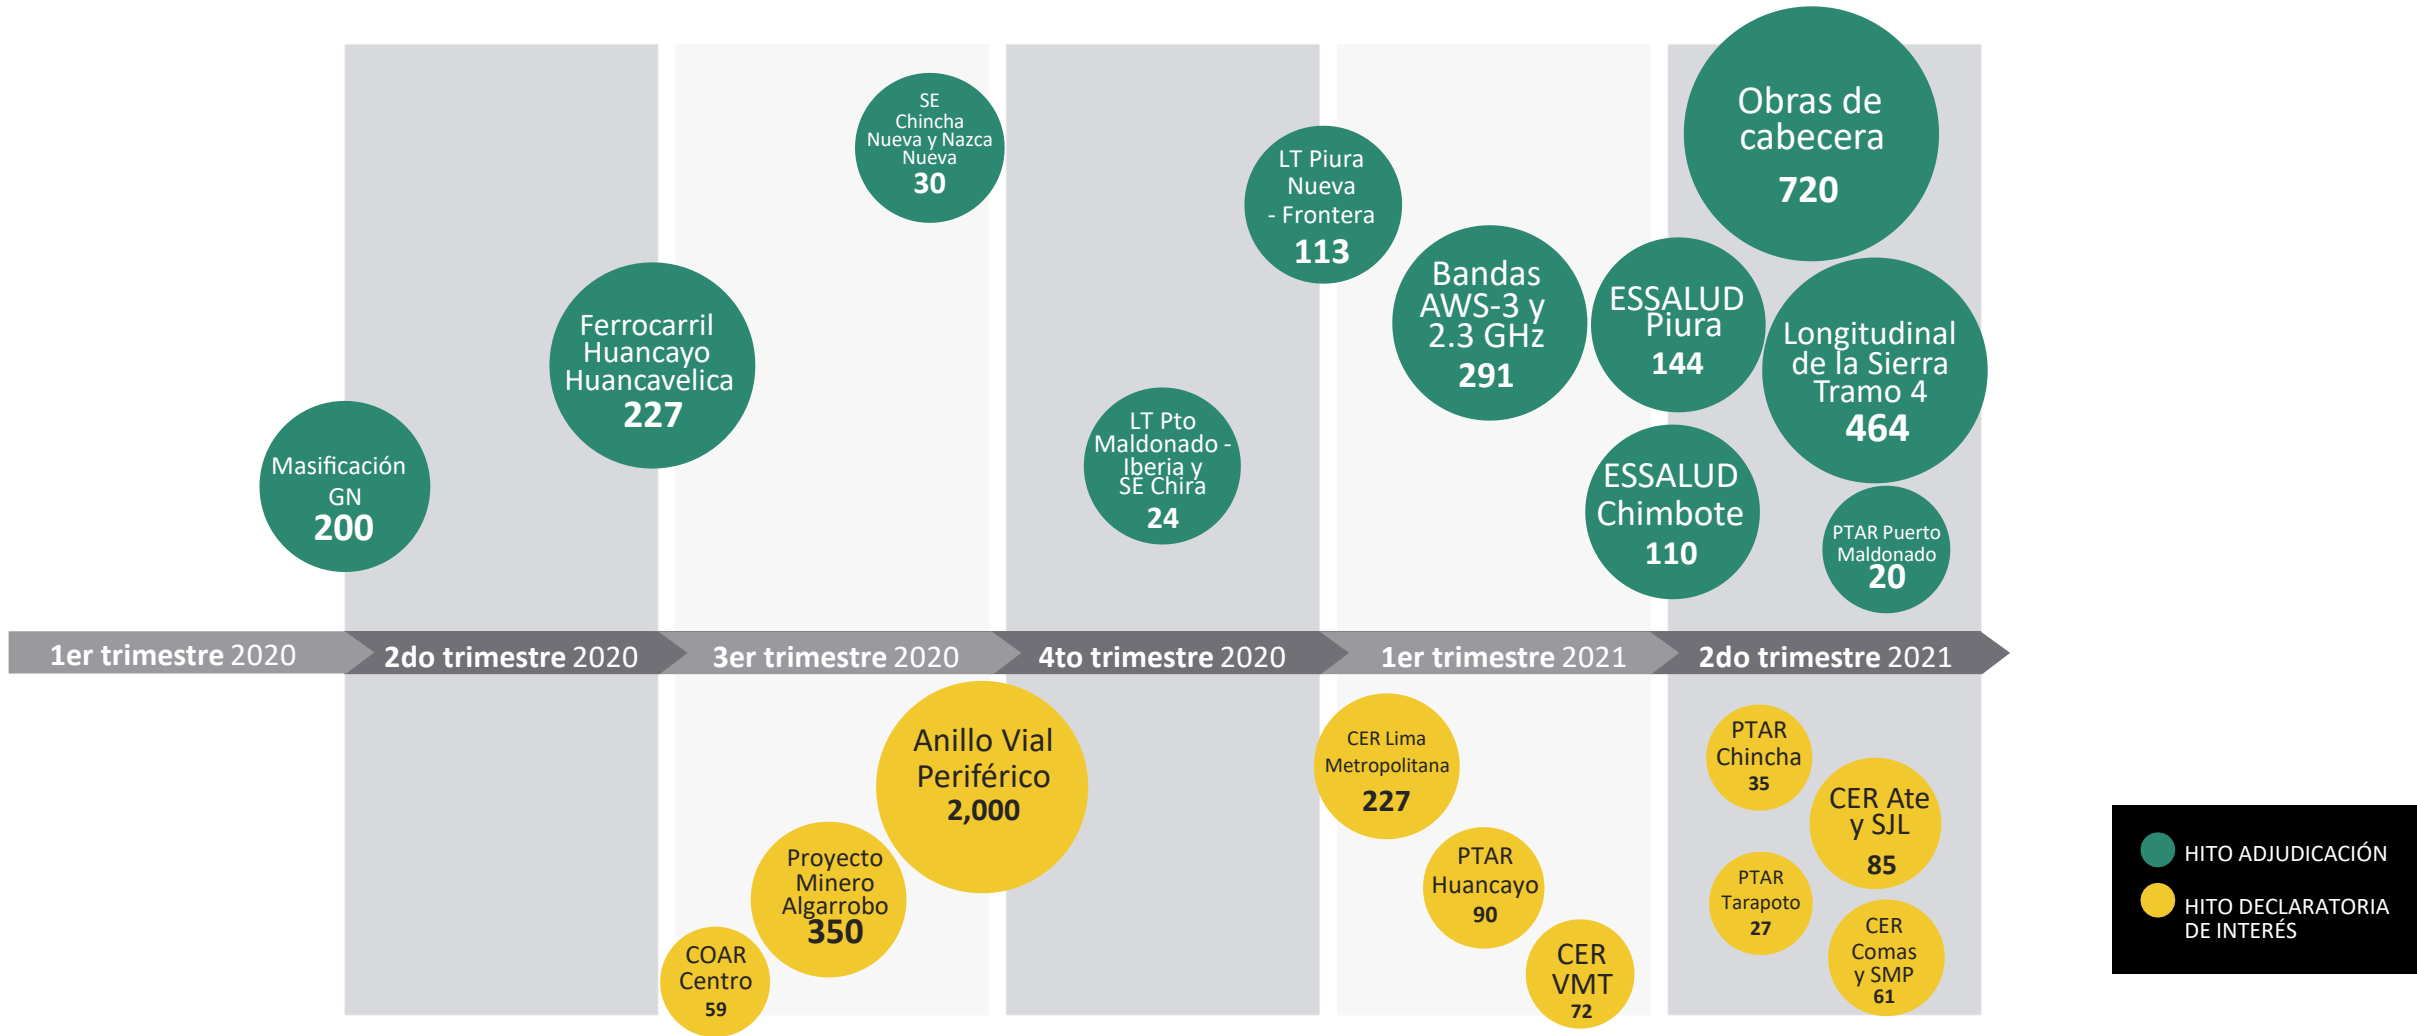 SE
Chincha
Nueva y Nazca
Nueva
30
LT Piura
Nueva
- Frontera
113
Obras de
cabecera
720
Ferrocarril
Huancayo
Huancavelica
227
Bandas
AWS-3 y
2.3 GHz
291
ESSALUD
Piura
144
Longitudinal
de la Sierra
Tramo 4
464
Masificación
GN
200
LT Pto
Maldonado -
Iberia y
SE Chira
24
ESSALUD
Chimbote
110
PTAR Puerto
Maldonado
20
1er trimestre 2020
2do trimestre 2020
3er trimestre 2020
4to trimestre 2020
1er trimestre 2021
2do trimestre 2021
COAR
Centro
59
Proyecto
Minero
Algarrobo
350
Anillo Vial
Periférico
2,000
CER Lima
Metropolitana
227
PTAR
Huancayo
90
CER
VMT
72
PTAR
Chincha
35
CER Ate
y SJL
85
PTAR
Tarapoto
27
CER
Comas
y SMP
61
HITO ADJUDICACIÓN
HITO DECLARATORIA
DE INTERÉS